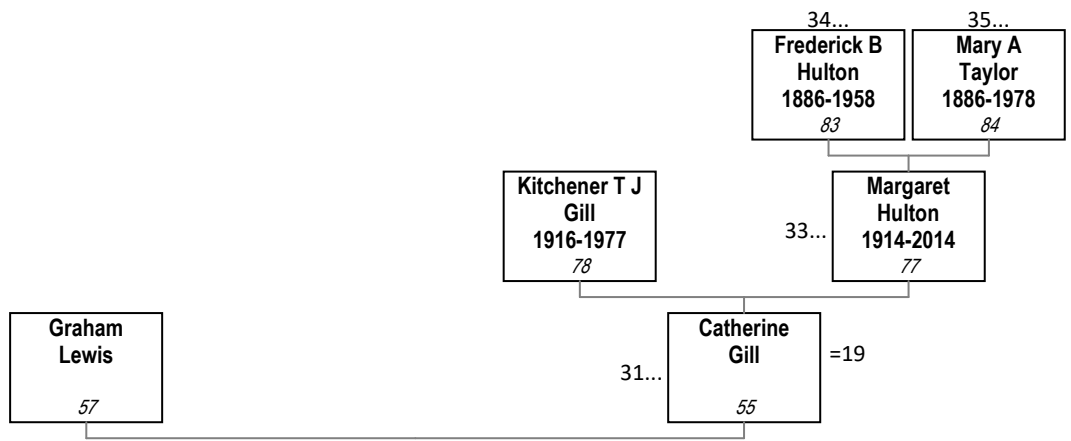 34...
35...
Frederick B
Hulton
1886-1958
83
Mary A
Taylor
1886-1978
84
Kitchener T J
Gill
1916-1977
78
33...
Margaret
Hulton
1914-2014
77
Graham
Lewis
57
31...
Catherine
Gill
55
=19